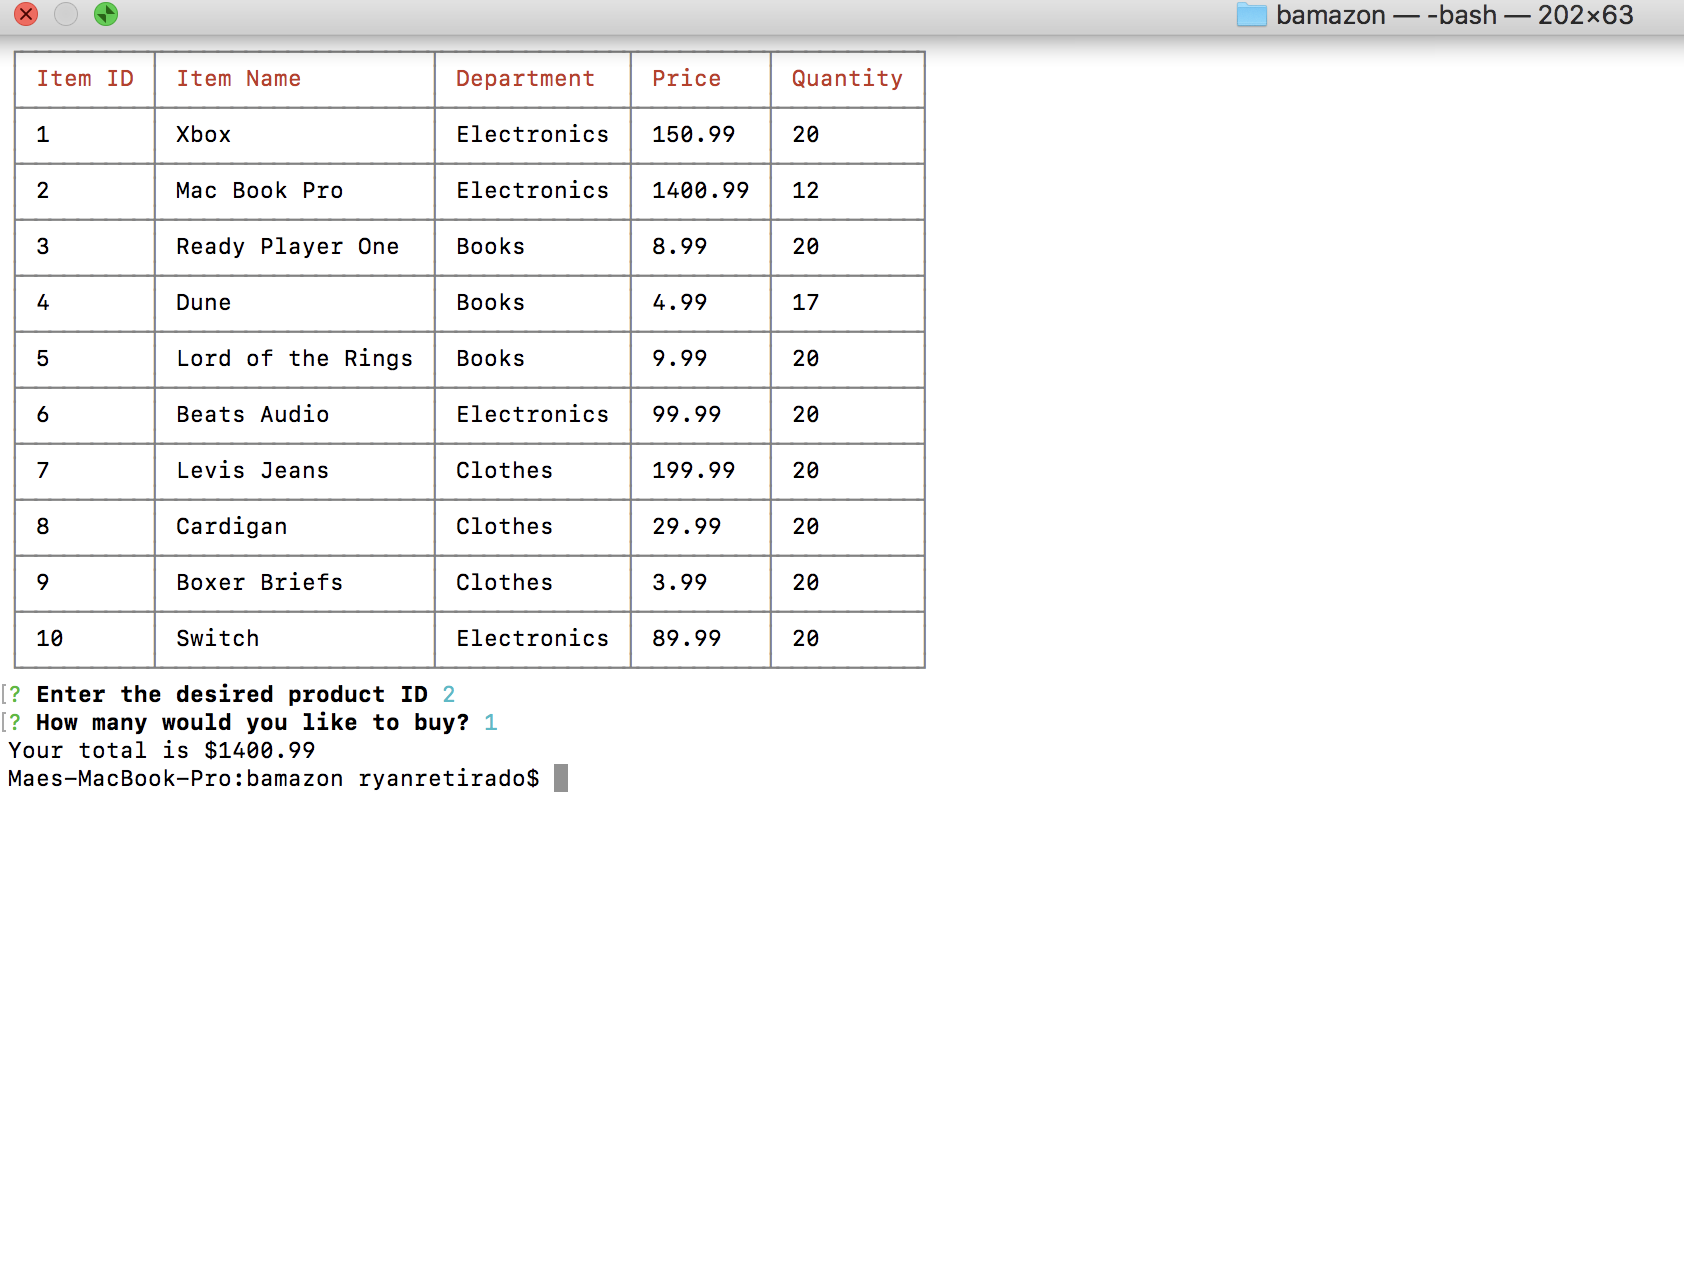 bamazon — -bash — 202×63
Item ID Item Name Department Price Quantity
1 Xbox Electronics 150.99 20
2 Mac Book Pro Electronics 1400.99 12
3 Ready Player One Books 8.99 20
4 Dune Books 4.99 17
5 Lord of the Rings Books 9.99 20
6 Beats Audio Electronics 99.99 20
7 Levis Jeans Clothes 199.99 20
8 Cardigan Clothes 29.99 20
9 Boxer Briefs Clothes 3.99 20
10 Switch Electronics 89.99 20
[? Enter the desired product ID 2
[? How many would you like to buy? 1
Your total is $1400.99
Maes-MacBook-Pro:bamazon ryanretirado$